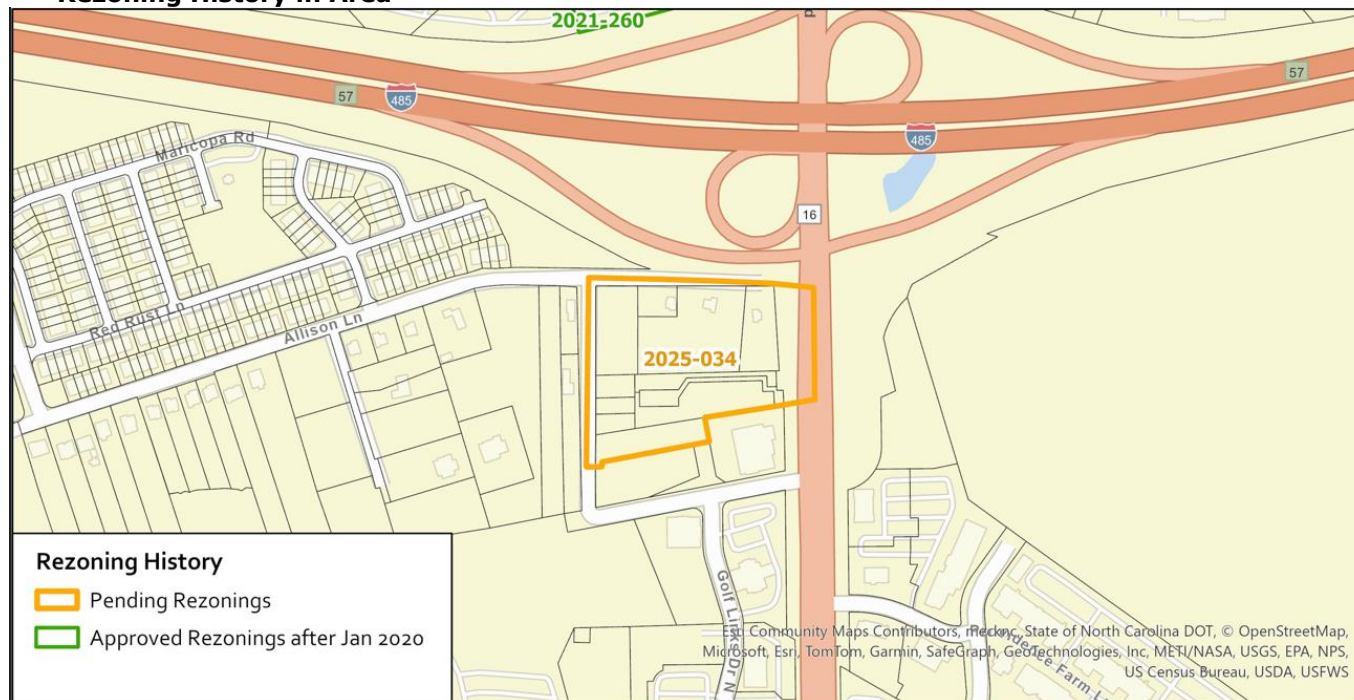 Rezoning History in Area
2021-260
57
485
57
485
Maricopa Rd
16
Red Rust Ln
Allison Ln
2025-034
Golf Links Dr N
Rezoning History
Pending Rezonings
Approved Rezonings after Jan 2020
Providence Farm L
Esri Community Maps Contributors, mecknc, State of North Carolina DOT, © OpenStreetMap,
Microsoft, Esri, TomTom, Garmin, SafeGraph, GeoTechnologies, Inc, METI/NASA, USGS, EPA, NPS,
US Census Bureau, USDA, USFWS